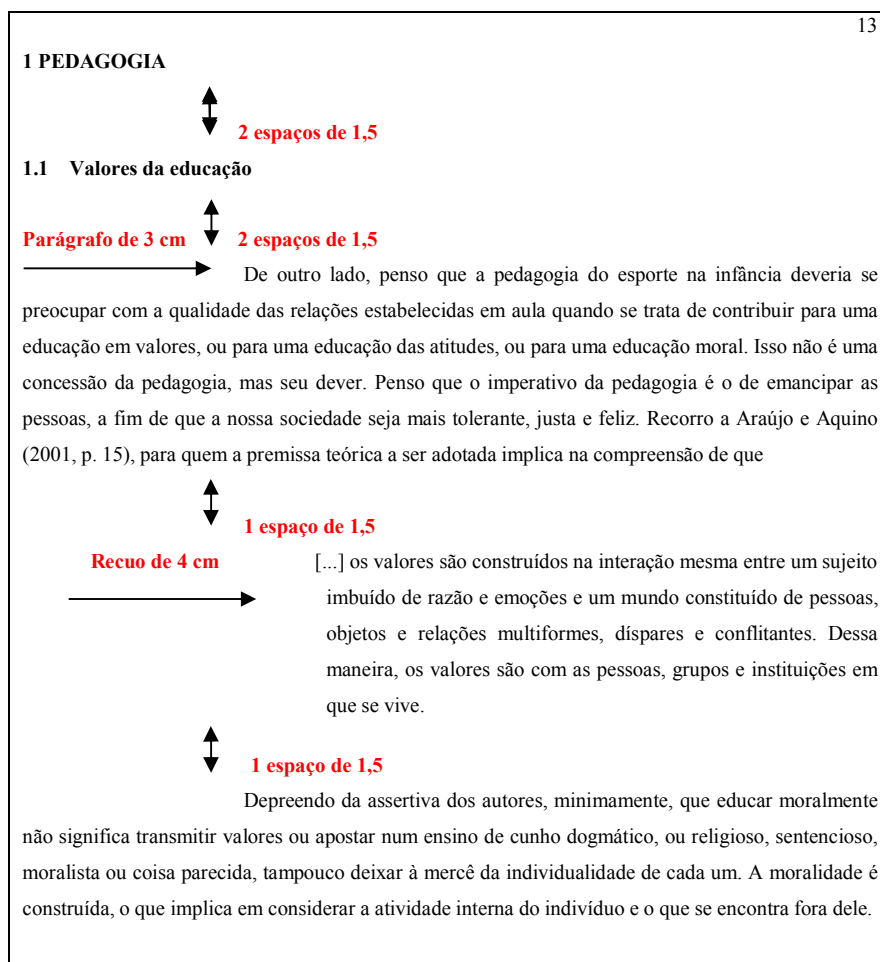 13
1 PEDAGOGIA
2 espaços de 1,5
1.1 Valores da educação
Parágrafo de 3 cm 2 espaços de 1,5
De outro lado, penso que a pedagogia do esporte na infância deveria se
preocupar com a qualidade das relações estabelecidas em aula quando se trata de contribuir para uma
educação em valores, ou para uma educação das atitudes, ou para uma educação moral. Isso não é uma
concessão da pedagogia, mas seu dever. Penso que o imperativo da pedagogia é o de emancipar as
pessoas, a fim de que a nossa sociedade seja mais tolerante, justa e feliz. Recorro a Araújo e Aquino
(2001, p. 15), para quem a premissa teórica a ser adotada implica na compreensão de que
1 espaço de 1,5
Recuo de 4 cm [...] os valores são construídos na interação mesma entre um sujeito
imbuído de razão e emoções e um mundo constituído de pessoas,
objetos e relações multiformes, díspares e conflitantes. Dessa
maneira, os valores são com as pessoas, grupos e instituições em
que se vive.
1 espaço de 1,5
Depreendo da assertiva dos autores, minimamente, que educar moralmente
não significa transmitir valores ou apostar num ensino de cunho dogmático, ou religioso, sentencioso,
moralista ou coisa parecida, tampouco deixar à mercê da individualidade de cada um. A moralidade é
construída, o que implica em considerar a atividade interna do indivíduo e o que se encontra fora dele.